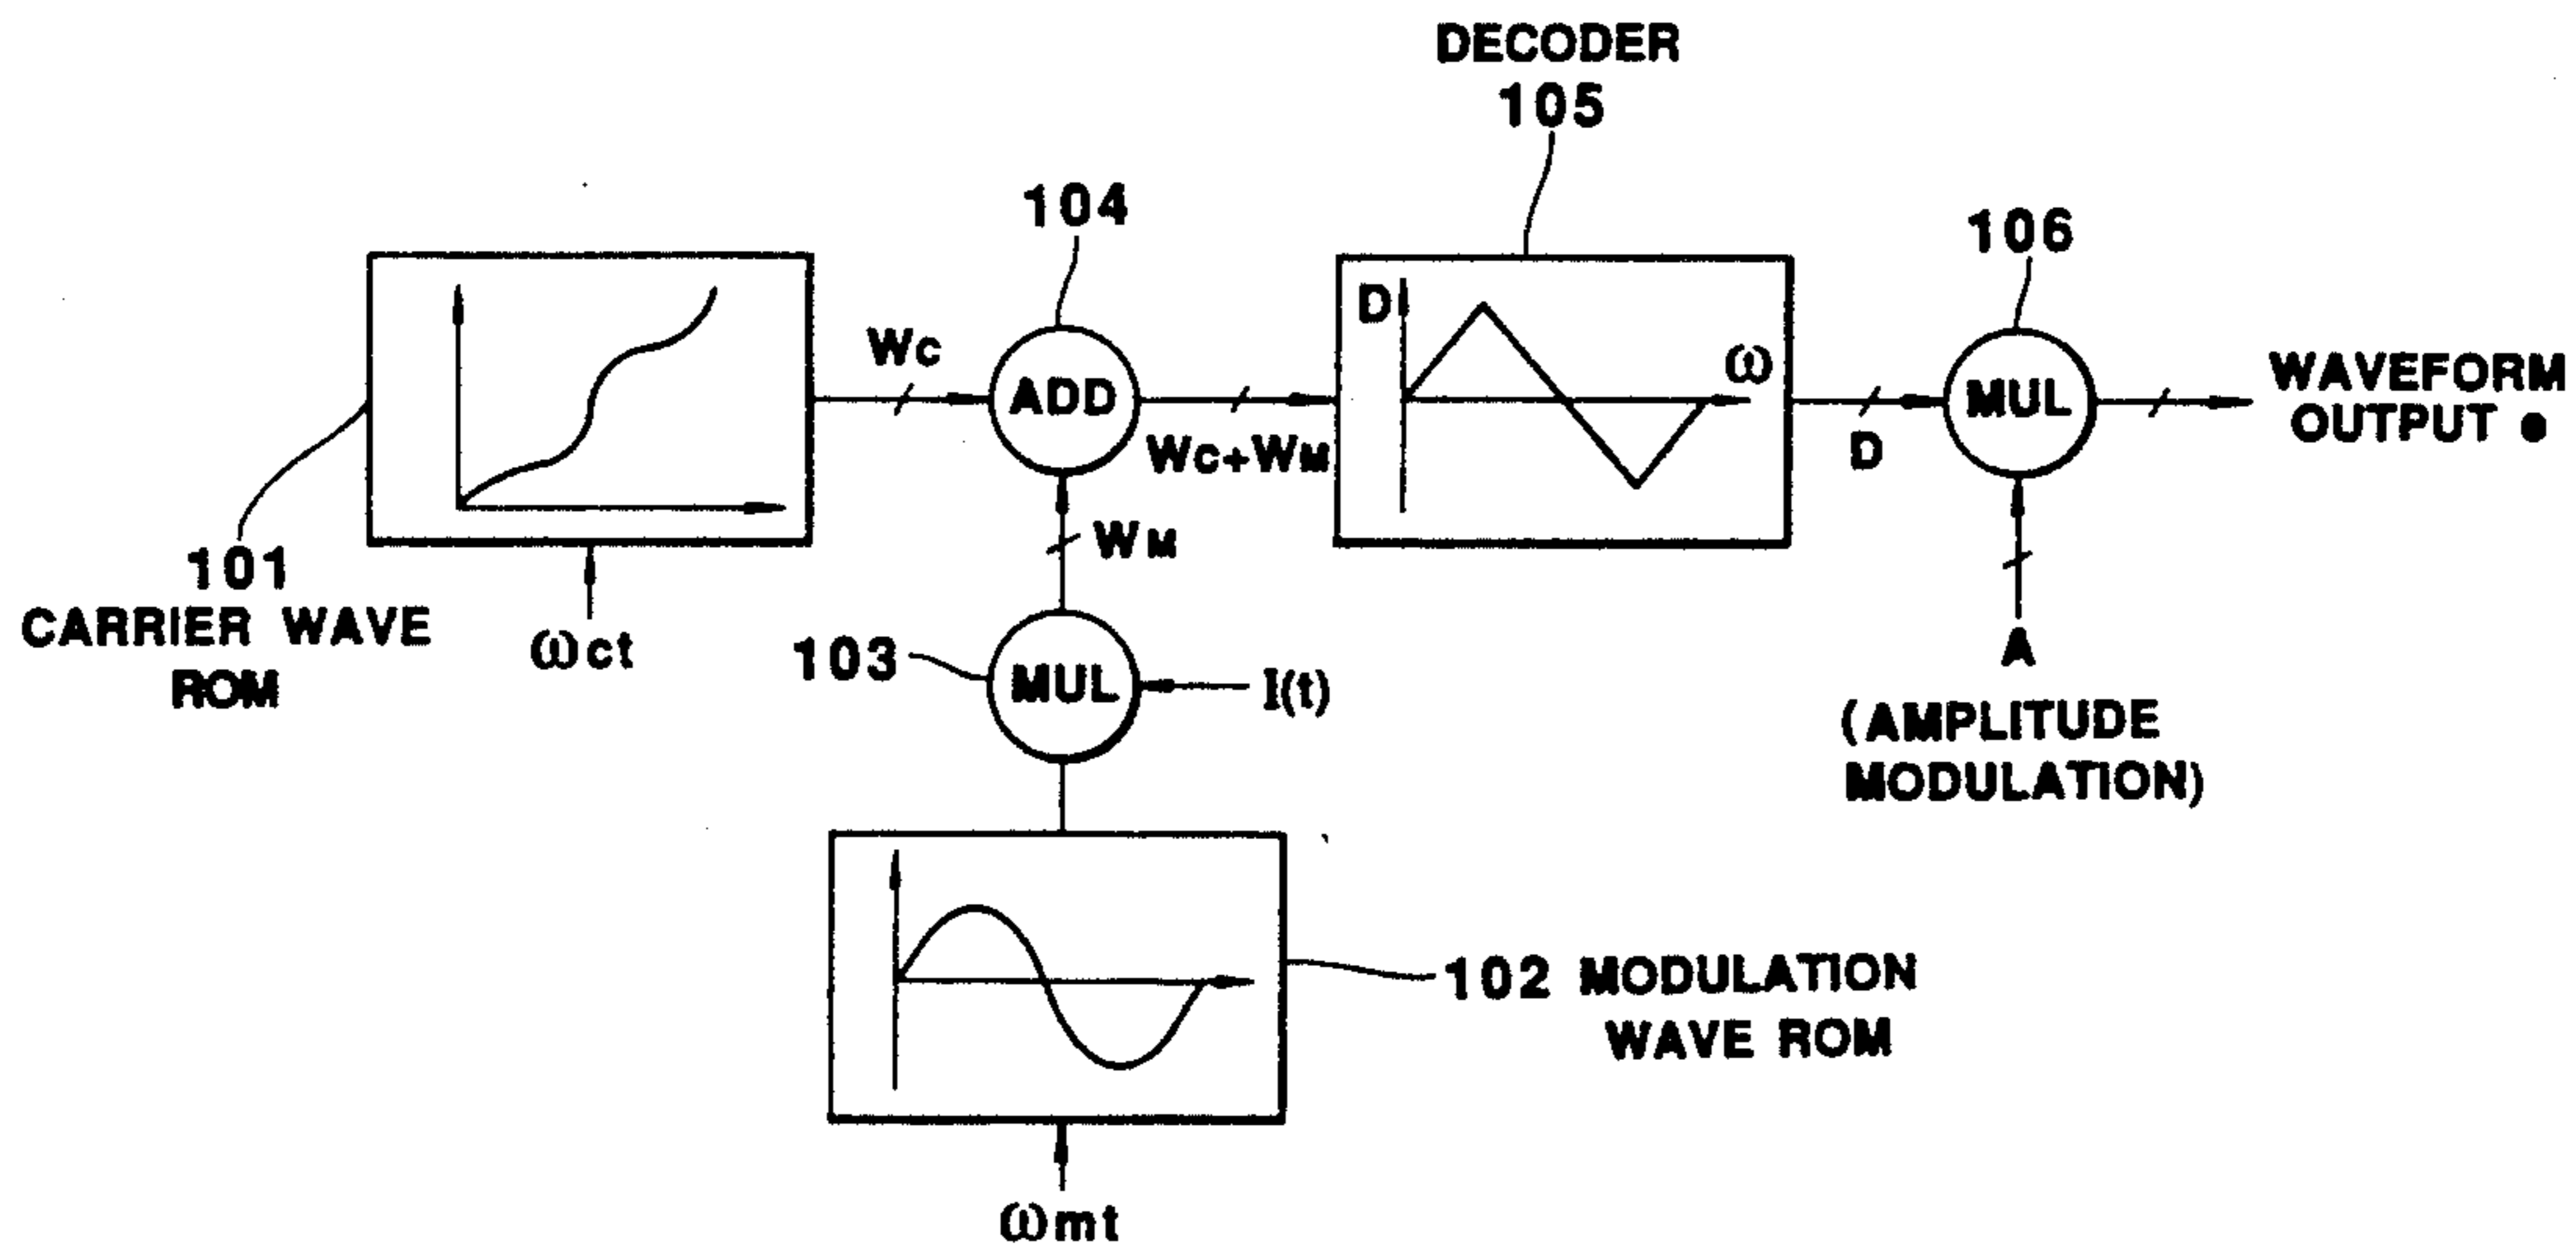 DECODER
105
104
106
D
ω
WC
ADD
WC+WM
D
MUL
WAVEFORM
OUTPUT e
WM
101
CARRIER WAVE
ROM
ωct
103
MUL
I(t)
A
(AMPLITUDE
MODULATION)
102 MODULATION
WAVE ROM
ωmt